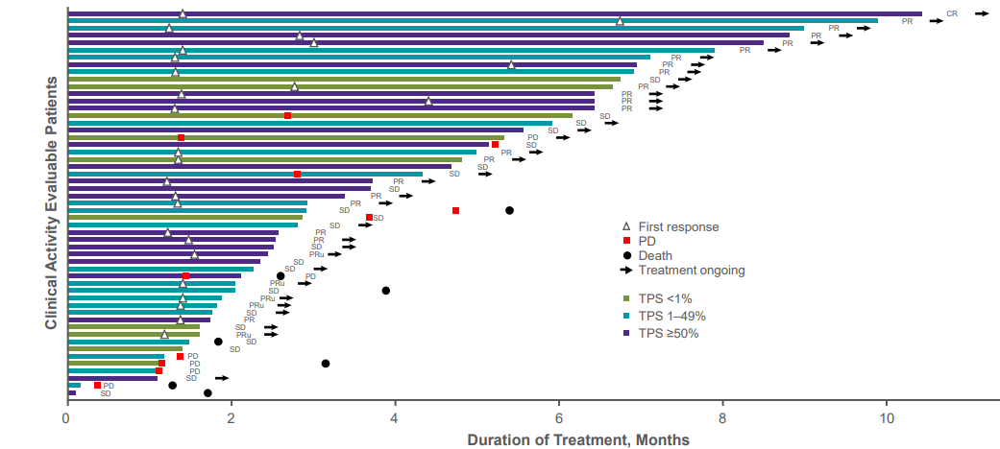 Clinical Activity Evaluable Patients
CR
PR
PR
PR
PR
PR
PR
PR
PR
SD
PR
PR
PR
PR
SD
SD
SD
PD
SD
PR
PR
SD
SD
PR
SD
PR
PR
SD
SD
SD
PR
PR
SD
PRu
SD
SD
PD
PRu
SD
PRu
PRu
SD
PR
SD
PRu
SD
SD
PD
PD
PD
SD
PD
SD
First response
PD
Death
Treatment ongoing
TPS <1%
TPS 1–49%
TPS ≥50%
0 2 4 6 8 10
Duration of Treatment, Months